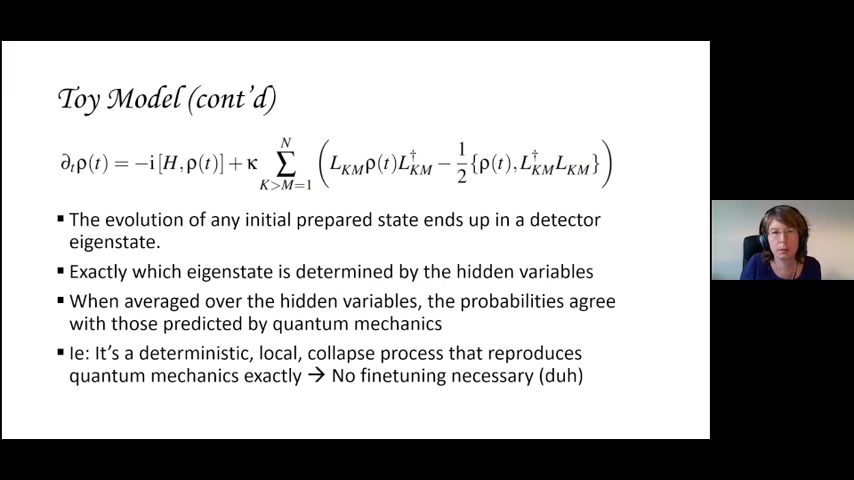 Toy Model (cont'd)
∂ₜρ(t) = −i [H, ρ(t)] + κ ∑_{K>M=1}^{N} ( L_{KM}ρ(t)L†_{KM} − 1/2 {ρ(t), L†_{KM}L_{KM}} )
▪ The evolution of any initial prepared state ends up in a detector
eigenstate.
▪ Exactly which eigenstate is determined by the hidden variables
▪ When averaged over the hidden variables, the probabilities agree
with those predicted by quantum mechanics
▪ Ie: It's a deterministic, local, collapse process that reproduces
quantum mechanics exactly → No finetuning necessary (duh)